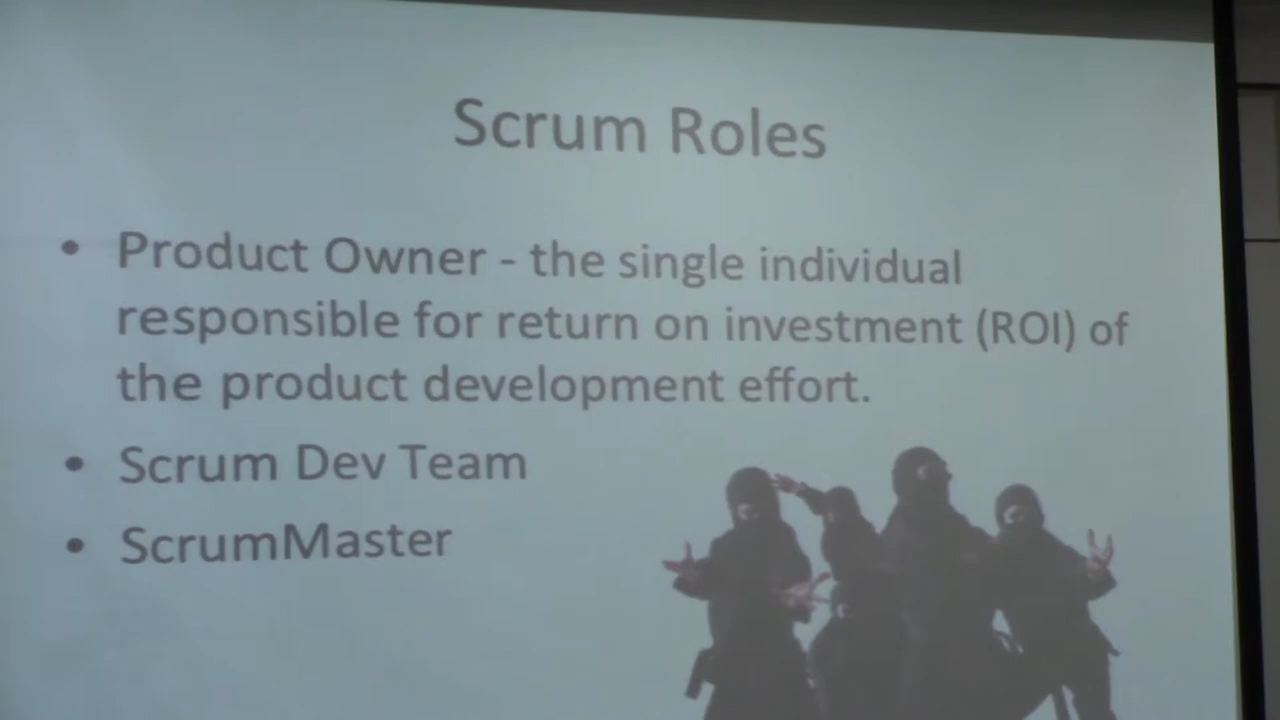 Scrum Roles
• Product Owner - the single individual
responsible for return on investment (ROI) of
the product development effort.
• Scrum Dev Team
• ScrumMaster